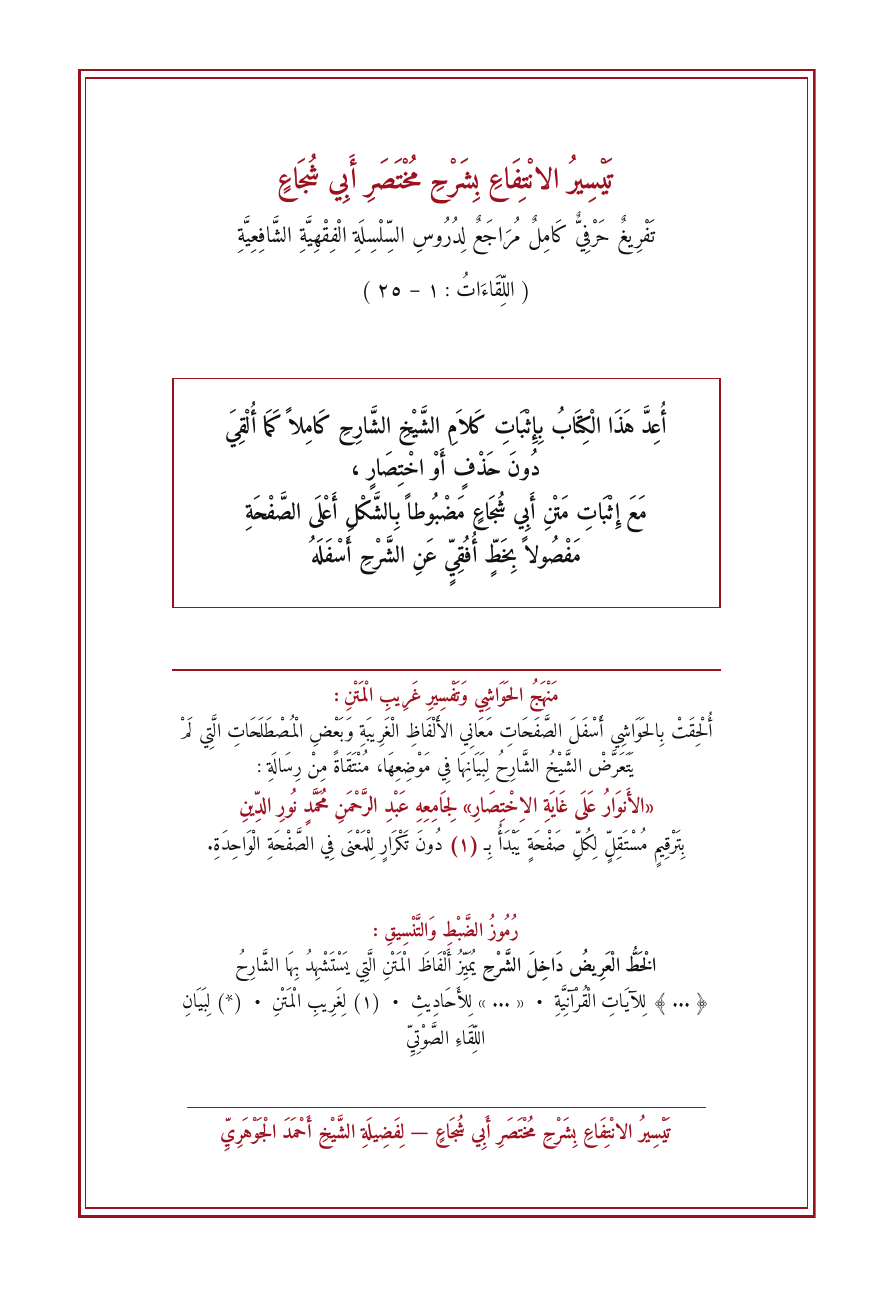 تَيْسِيرُ الانْتِفَاعِ بِشَرْحِ مُخْتَصَرِ أَبِي شُجَاعٍ
تَفْرِيغٌ حَرْفِيٌّ كَامِلٌ مُرَاجَعٌ لِدُرُوسِ السِّلْسِلَةِ الْفِقْهِيَّةِ الشَّافِعِيَّةِ
( اللِّقَاءَاتُ : ١ – ٢٥ )
أُعِدَّ هَذَا الْكِتَابُ بِإِثْبَاتِ كَلاَمِ الشَّيْخِ الشَّارِحِ كَامِلاً كَمَا أُلْقِيَ
دُونَ حَذْفٍ أَوْ اخْتِصَارٍ ،
مَعَ إِثْبَاتِ مَتْنِ أَبِي شُجَاعٍ مَضْبُوطاً بِالشَّكْلِ أَعْلَى الصَّفْحَةِ
مَفْصُولاً بِخَطٍّ أُفُقِيٍّ عَنِ الشَّرْحِ أَسْفَلَهُ
مَنْهَجُ الحَوَاشِي وَتَفْسِيرِ غَرِيبِ الْمَتْنِ :
أُلْحِقَتْ بِالحَوَاشِي أَسْفَلَ الصَّفَحَاتِ مَعَانِي الأَلْفَاظِ الْغَرِيبَةِ وَبَعْضِ الْمُصْطَلَحَاتِ الَّتِي لَمْ
يَتَعَرَّضْ الشَّيْخُ الشَّارِحُ لِبَيَانِهَا فِي مَوْضِعِهَا، مُنْتَقَاةً مِنْ رِسَالَةِ :
«الأَنوَارُ عَلَى غَايَةِ الاِخْتِصَارِ» لِجَامِعِهِ عَبْدِ الرَّحْمَنِ مُحَمَّدٍ نُورِ الدِّينِ
بِتَرْقِيمٍ مُسْتَقِلٍّ لِكُلِّ صَفْحَةٍ يَبْدَأُ بِـ (١) دُونَ تَكْرَارٍ لِلْمَعْنَى فِي الصَّفْحَةِ الْوَاحِدَةِ.
رُمُوزُ الضَّبْطِ وَالتَّنْسِيقِ :
الْخَطُّ الْعَرِيضُ دَاخِلَ الشَّرْحِ يُمَيِّزُ أَلْفَاظَ الْمَتْنِ الَّتِي يَسْتَشْهِدُ بِهَا الشَّارِحُ
﴿ ... ﴾ لِلآيَاتِ الْقُرْآنِيَّةِ • « ... » لِلأَحَادِيثِ • (١) لِغَرِيبِ الْمَتْنِ • (*) لِبَيَانِ
اللِّقَاءِ الصَّوْتِيِّ
تَيْسِيرُ الانْتِفَاعِ بِشَرْحِ مُخْتَصَرِ أَبِي شُجَاعٍ — لِفَضِيلَةِ الشَّيْخِ أَحْمَدَ الْجَوْهَرِيِّ